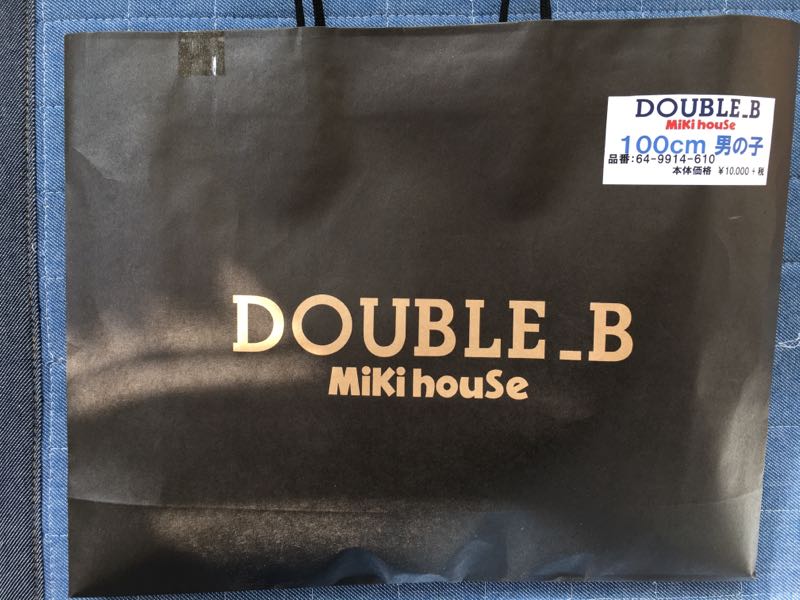 DOUBLE_B
MiKi houSe
100cm 男の子
品番:64-9914-610
本体価格 ¥10.000+税
DOUBLE_B
MiKi houSe